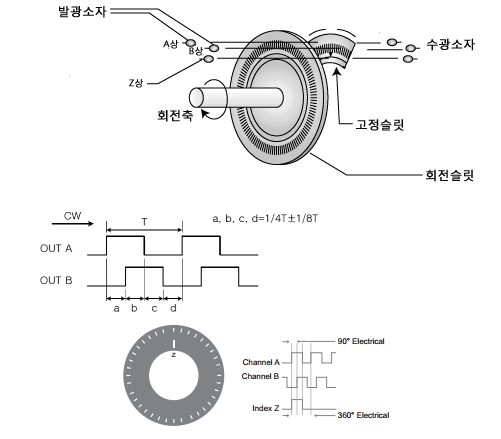 발광소자
A상
B상
수광소자
Z상
회전축
고정슬릿
회전슬릿
CW
T
a, b, c, d=1/4T±1/8T
OUT A
OUT B
a b c d
z
90° Electrical
Channel A
Channel B
Index Z
360° Electrical